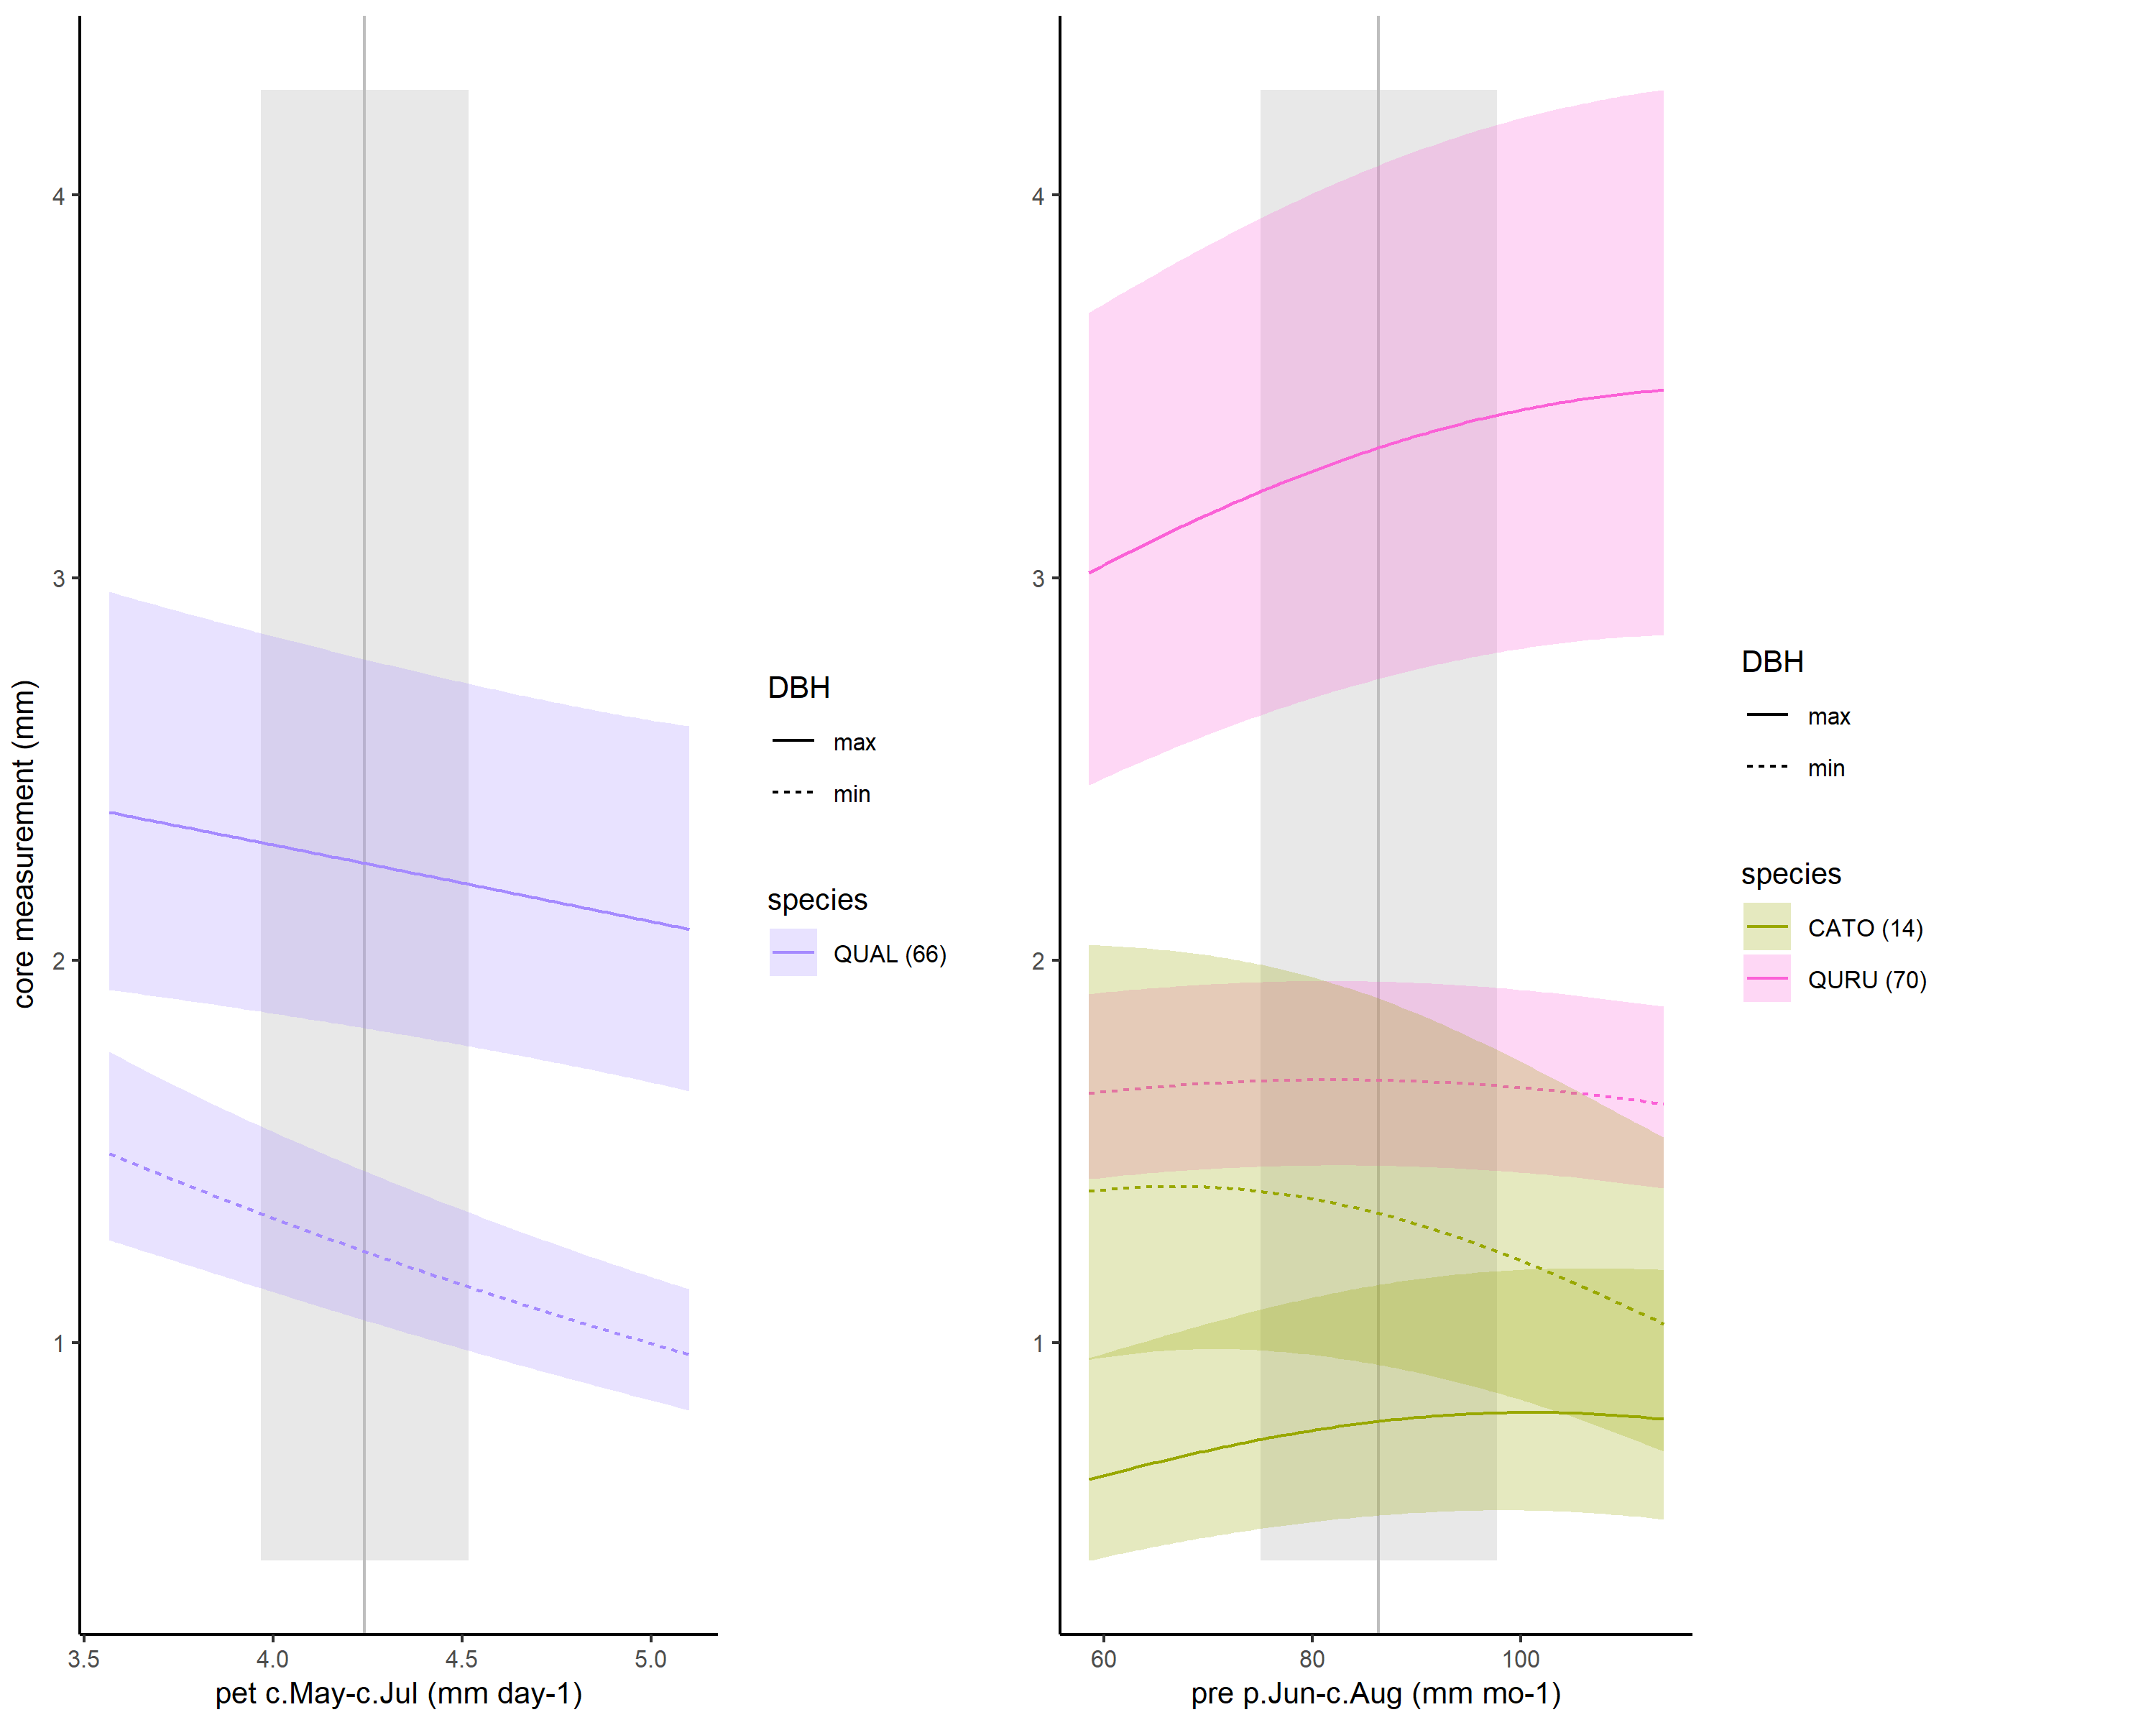 core measurement (mm)
4
3
2
1
3.5 4.0 4.5 5.0
pet c.May-c.Jul (mm day-1)
DBH
max
min
species
QUAL (66)
4
3
2
1
60 80 100
pre p.Jun-c.Aug (mm mo-1)
DBH
max
min
species
CATO (14)
QURU (70)